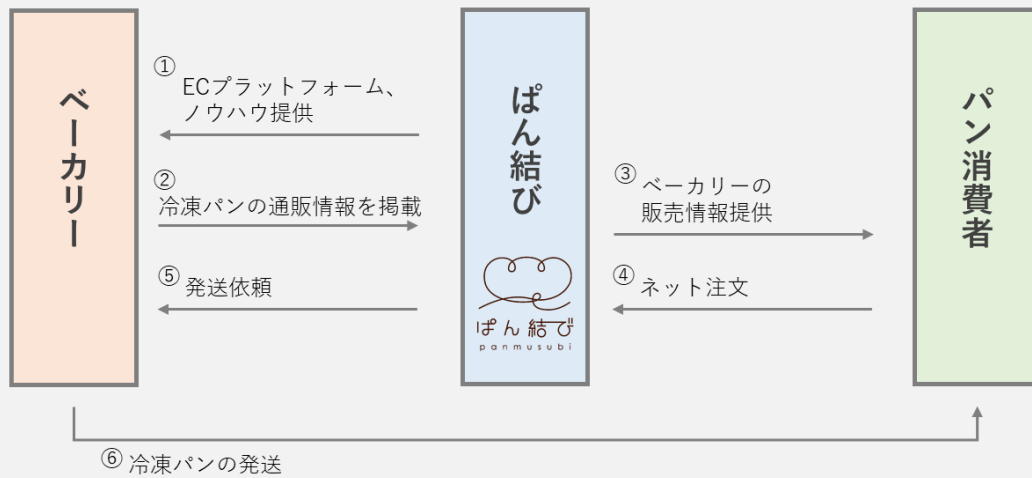 ベーカリー
①
ECプラットフォーム、
ノウハウ提供
②
冷凍パンの通販情報を掲載
⑤ 発送依頼
ぱん結び
ぱん結び
panmusubi
③ ベーカリーの
販売情報提供
④ ネット注文
パン消費者
⑥ 冷凍パンの発送